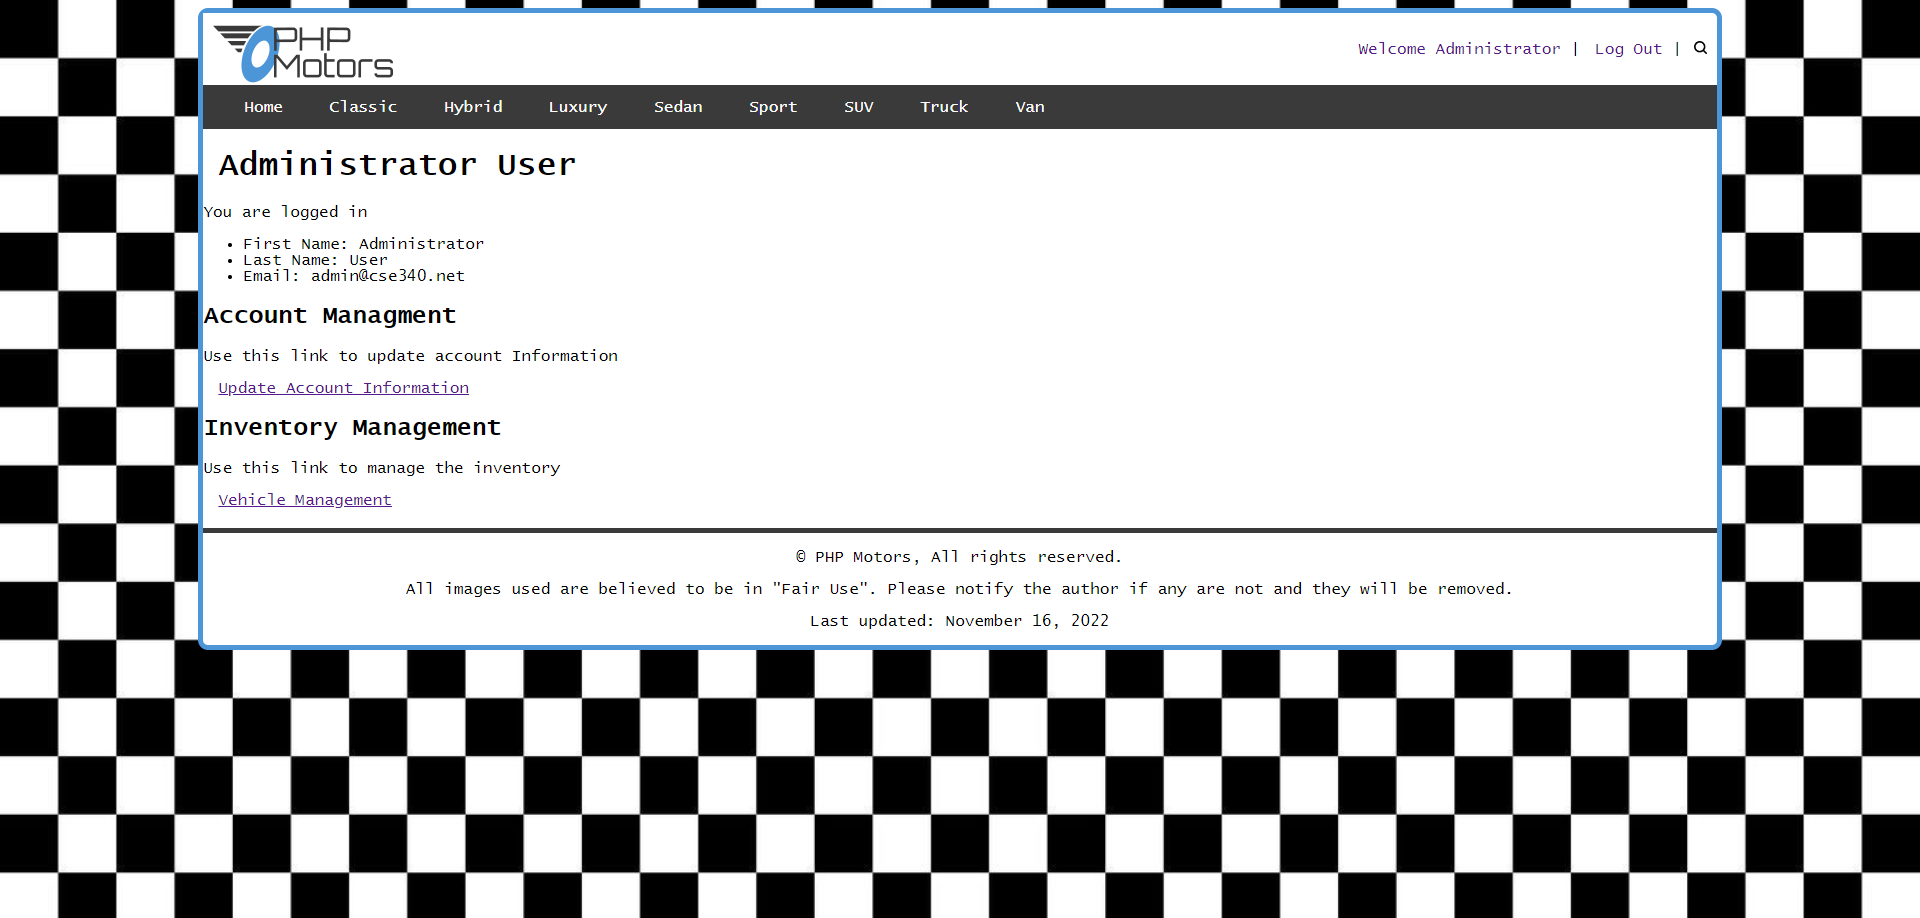 PHP Motors
Welcome Administrator | Log Out |
Home Classic Hybrid Luxury Sedan Sport SUV Truck Van
Administrator User
You are logged in
• First Name: Administrator
• Last Name: User
• Email: admin@cse340.net
Account Managment
Use this link to update account Information
Update Account Information
Inventory Management
Use this link to manage the inventory
Vehicle Management
© PHP Motors, All rights reserved.
All images used are believed to be in "Fair Use". Please notify the author if any are not and they will be removed.
Last updated: November 16, 2022